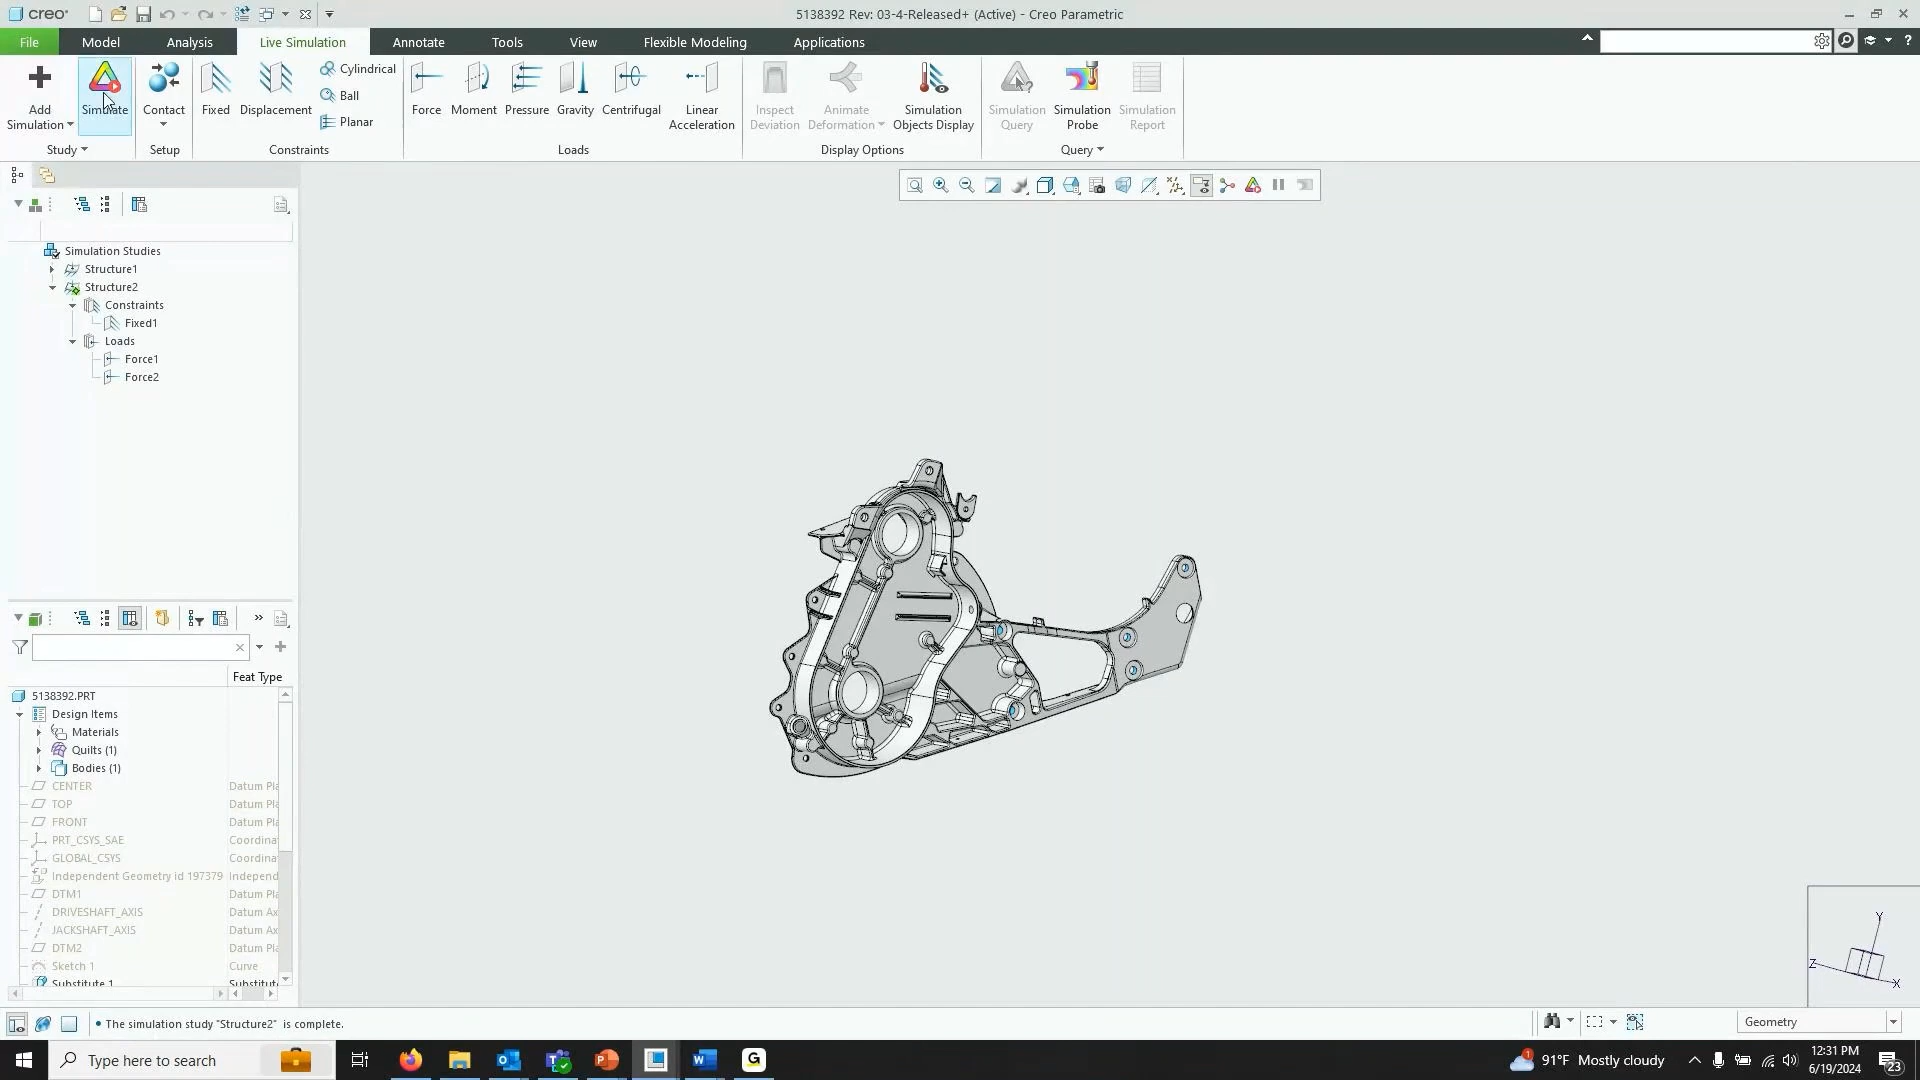 creo
5138392 Rev: 03-4-Released+ (Active) - Creo Parametric
File Model Analysis Live Simulation Annotate Tools View Flexible Modeling Applications
Add Simulation
Simulate
Contact
Fixed
Displacement
Cylindrical
Ball
Planar
Force
Moment
Pressure
Gravity
Centrifugal
Linear Acceleration
Inspect Deviation
Animate Deformation
Simulation Objects Display
Simulation Query
Simulation Probe
Simulation Report
Study Setup Constraints Loads Display Options Query
Simulation Studies
Structure1
Structure2
Constraints
Fixed1
Loads
Force1
Force2
Feat Type
5138392.PRT
Design Items
Materials
Quilts (1)
Bodies (1)
CENTER Datum Pla
TOP Datum Pla
FRONT Datum Pla
PRT_CSYS_SAE Coordina
GLOBAL_CSYS Coordina
Independent Geometry id 197379 Independ
DTM1 Datum Pla
DRIVESHAFT_AXIS Datum Ax
JACKSHAFT_AXIS Datum Ax
DTM2 Datum Pla
Sketch 1 Curve
Substitute 1 Substitut
Y
Z
X
• The simulation study "Structure2" is complete.
Geometry
Type here to search
G
1
91°F Mostly cloudy
12:31 PM
6/19/2024
23